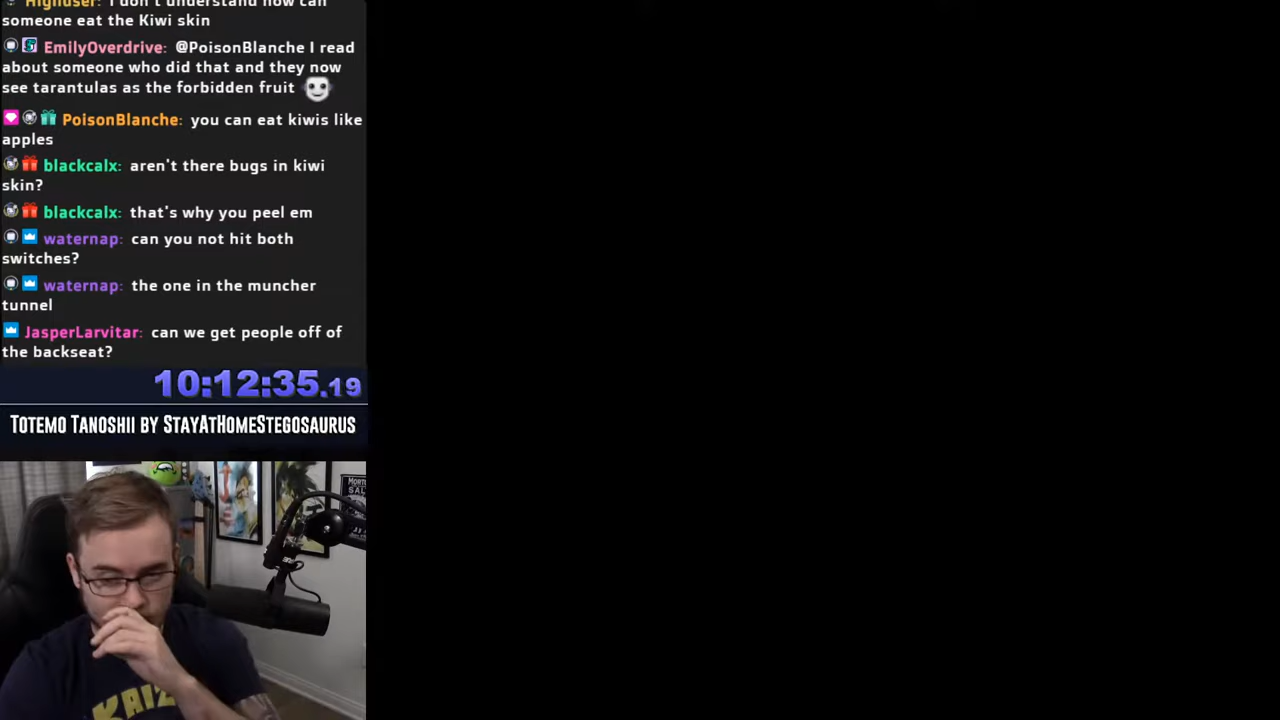 Highuser: I don't understand how can
someone eat the Kiwi skin
EmilyOverdrive: @PoisonBlanche I read
about someone who did that and they now
see tarantulas as the forbidden fruit
PoisonBlanche: you can eat kiwis like
apples
blackcalx: aren't there bugs in kiwi
skin?
blackcalx: that's why you peel em
waternap: can you not hit both
switches?
waternap: the one in the muncher
tunnel
JasperLarvitar: can we get people off of
the backseat?
10:12:35.19
TOTEMO TANOSHII BY STAYATHOMESTEGOSAURUS
KAIZ